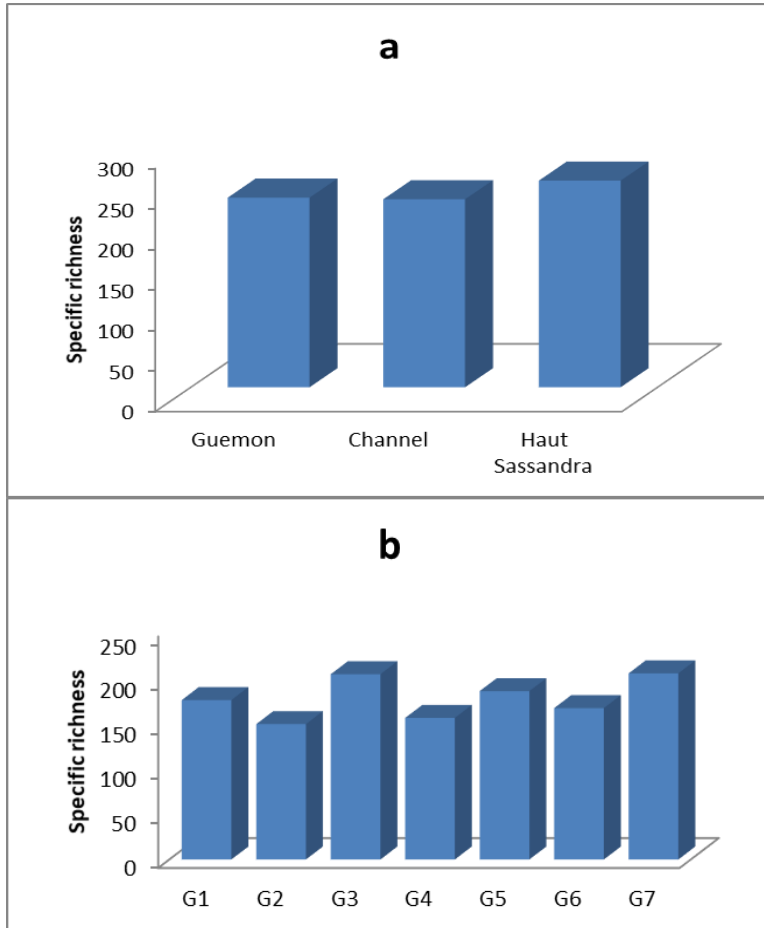 a
Specific richness
300
250
200
150
100
50
0
Guemon
Channel
Haut
Sassandra
b
Specific richness
250
200
150
100
50
0
G1
G2
G3
G4
G5
G6
G7